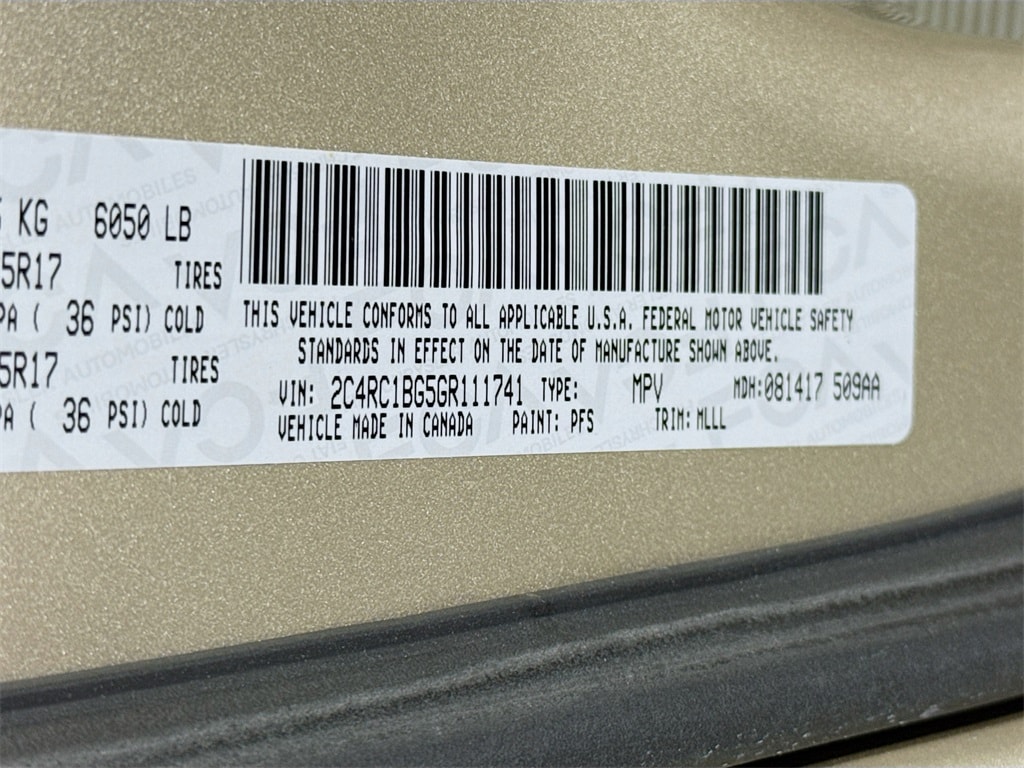 KG 6050 LB
5R17 TIRES
PA ( 36 PSI) COLD
5R17 TIRES
PA ( 36 PSI) COLD
THIS VEHICLE CONFORMS TO ALL APPLICABLE U.S.A. FEDERAL MOTOR VEHICLE SAFETY
STANDARDS IN EFFECT ON THE DATE OF MANUFACTURE SHOWN ABOVE.
VIN: 2C4RC1BG5GR111741 TYPE: MPV MDH:081417 509AA
VEHICLE MADE IN CANADA PAINT: PFS TRIM: MLLL
AUTOMOBILES